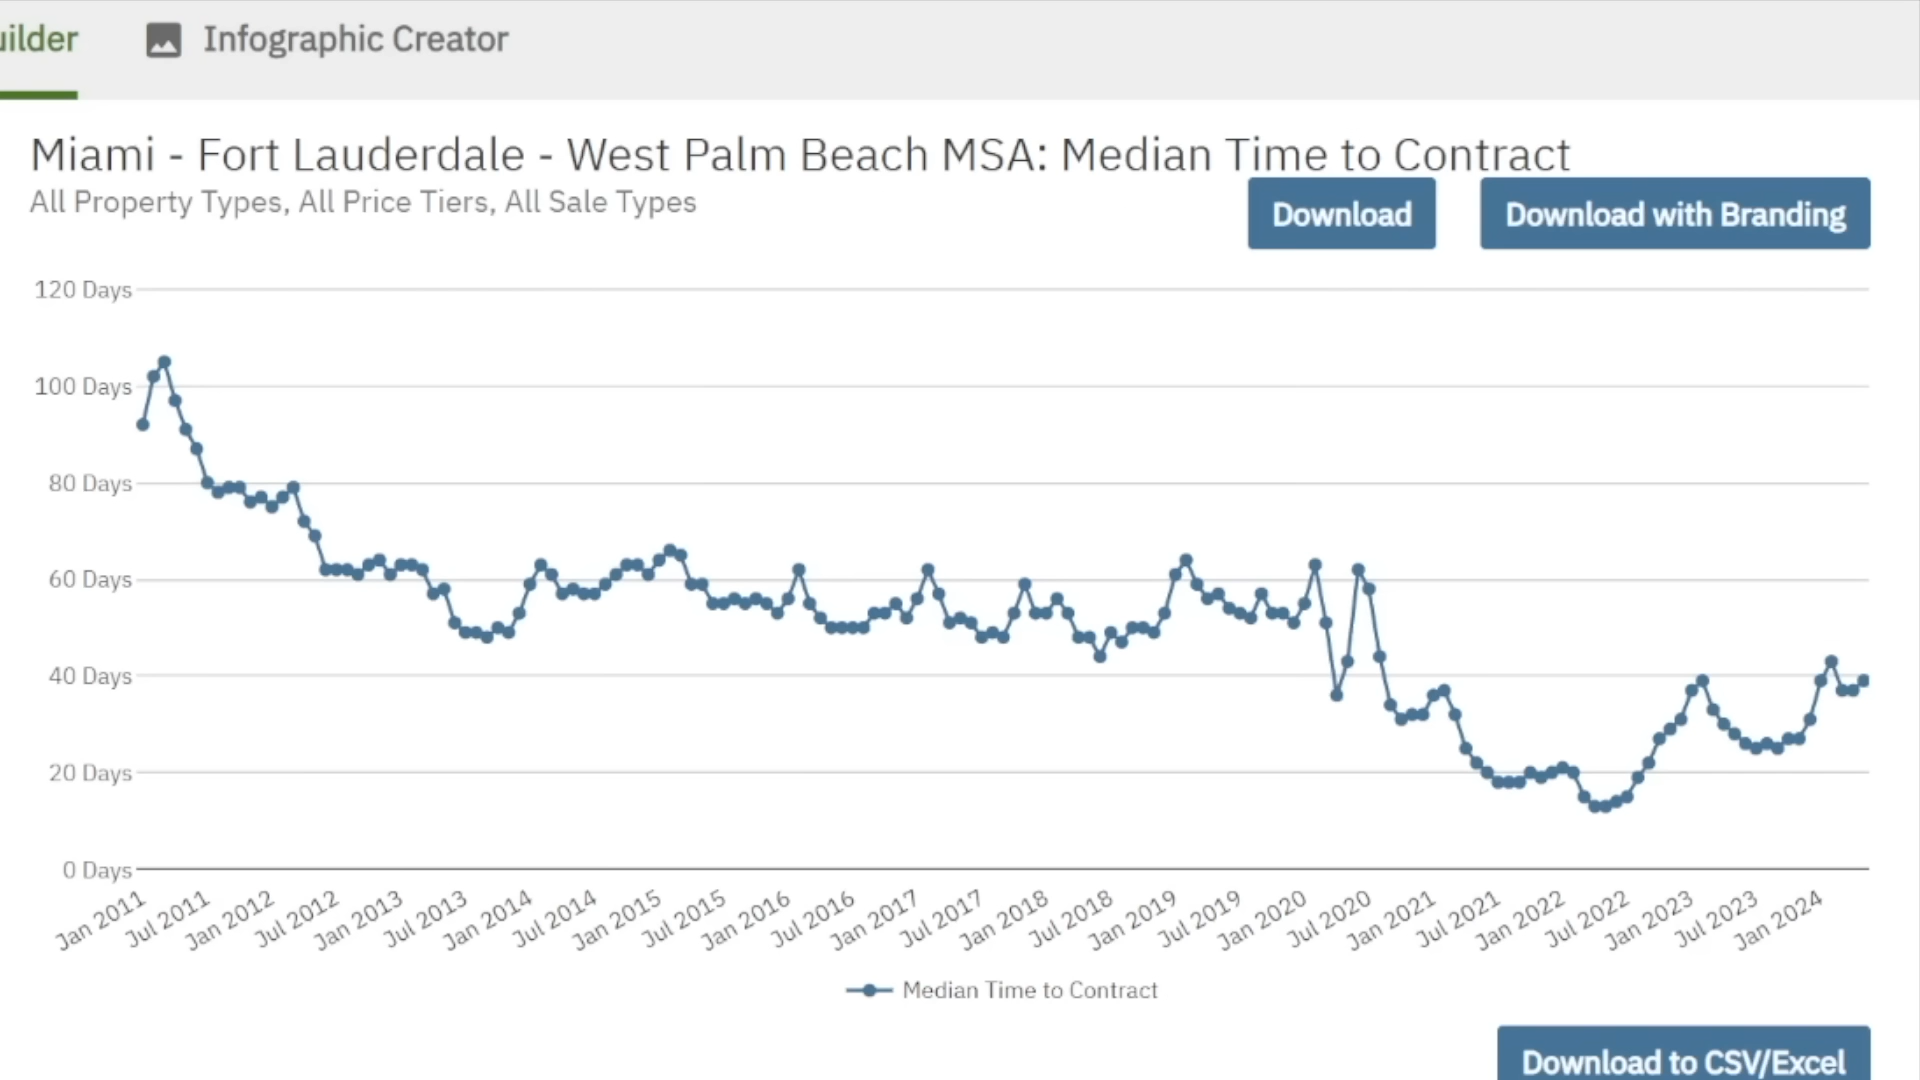 uilder
Infographic Creator
Miami - Fort Lauderdale - West Palm Beach MSA: Median Time to Contract
All Property Types, All Price Tiers, All Sale Types
Download
Download with Branding
120 Days
100 Days
80 Days
60 Days
40 Days
20 Days
0 Days
Jan 2011
Jul 2011
Jan 2012
Jul 2012
Jan 2013
Jul 2013
Jan 2014
Jul 2014
Jan 2015
Jul 2015
Jan 2016
Jul 2016
Jan 2017
Jul 2017
Jan 2018
Jul 2018
Jan 2019
Jul 2019
Jan 2020
Jul 2020
Jan 2021
Jul 2021
Jan 2022
Jul 2022
Jan 2023
Jul 2023
Jan 2024
Median Time to Contract
Download to CSV/Excel